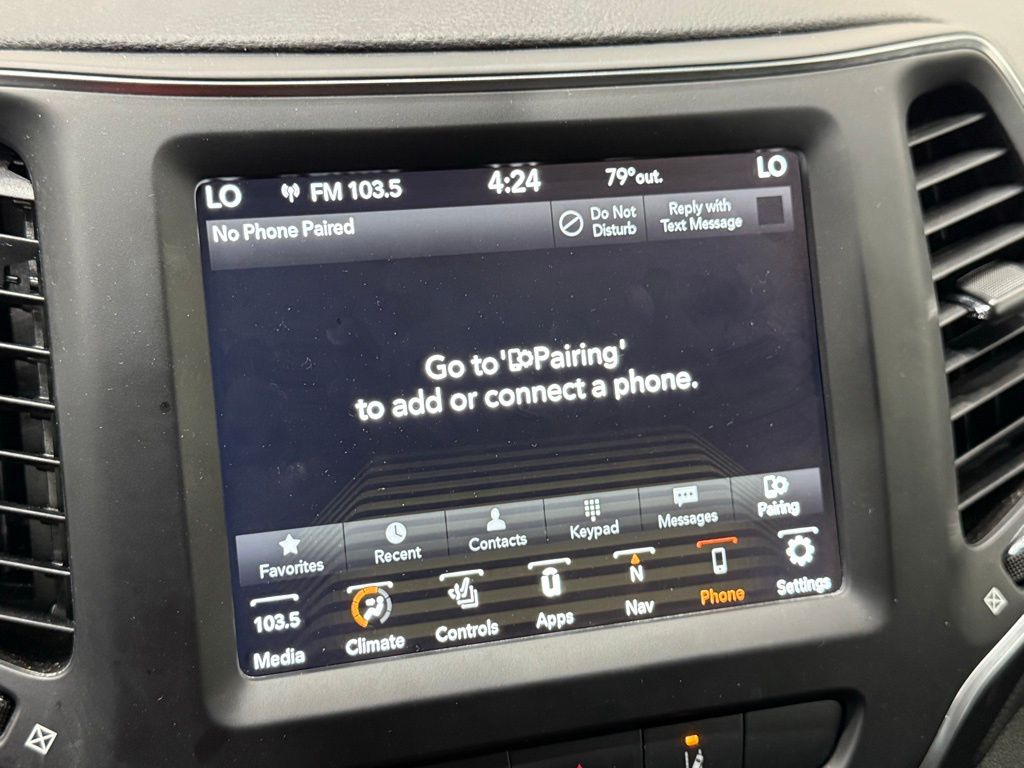 LO FM 103.5 4:24 79°out. LO
No Phone Paired Do Not Disturb Reply with Text Message
Go to 'Pairing'
to add or connect a phone.
Favorites Recent Contacts Keypad Messages Pairing
103.5 N
Media Climate Controls Apps Nav Phone Settings